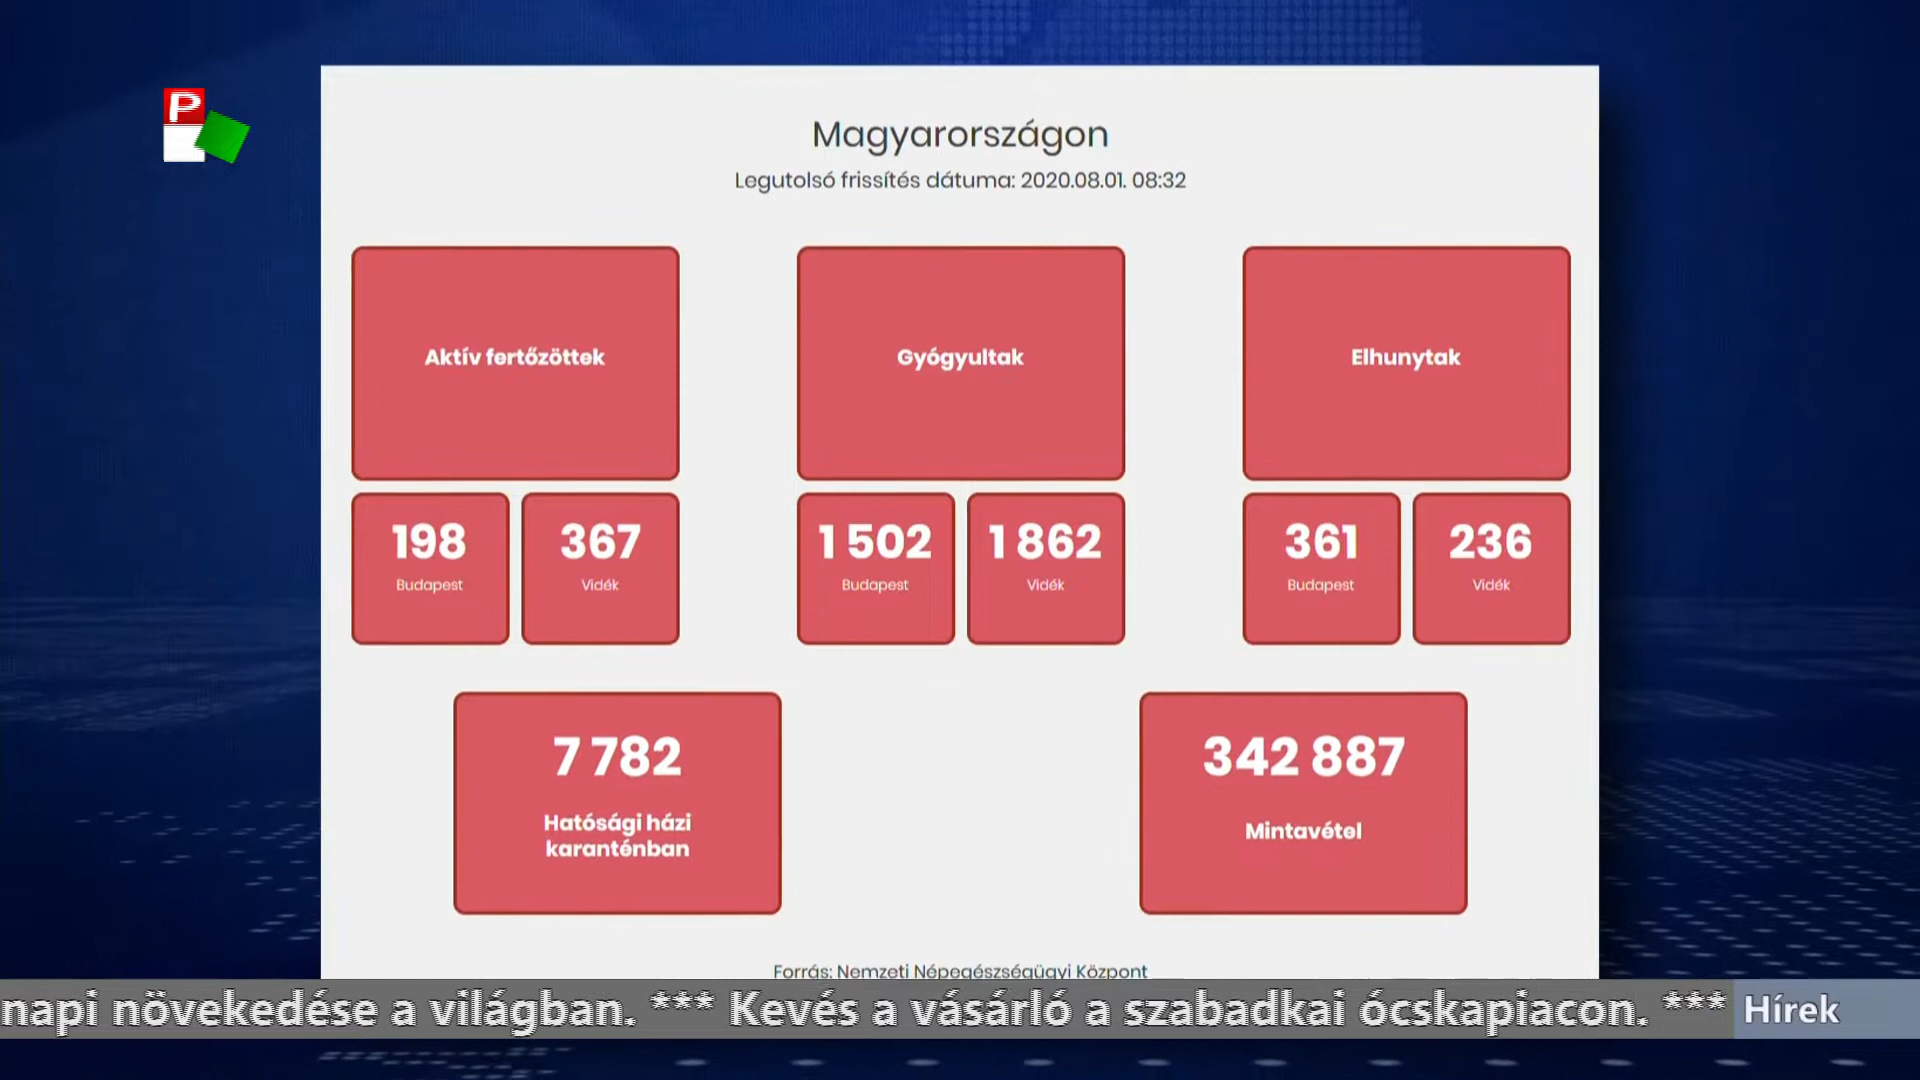 P
Magyarországon
Legutolsó frissítés dátuma: 2020.08.01. 08:32
Aktív fertőzöttek
Gyógyultak
Elhunytak
198
Budapest
367
Vidék
1 502
Budapest
1 862
Vidék
361
Budapest
236
Vidék
7 782
Hatósági házi
karanténban
342 887
Mintavétel
Forrás: Nemzeti Népegészségügyi Központ
napi növekedése a világban. *** Kevés a vásárló a szabadkai ócskapiacon. *** Hírek